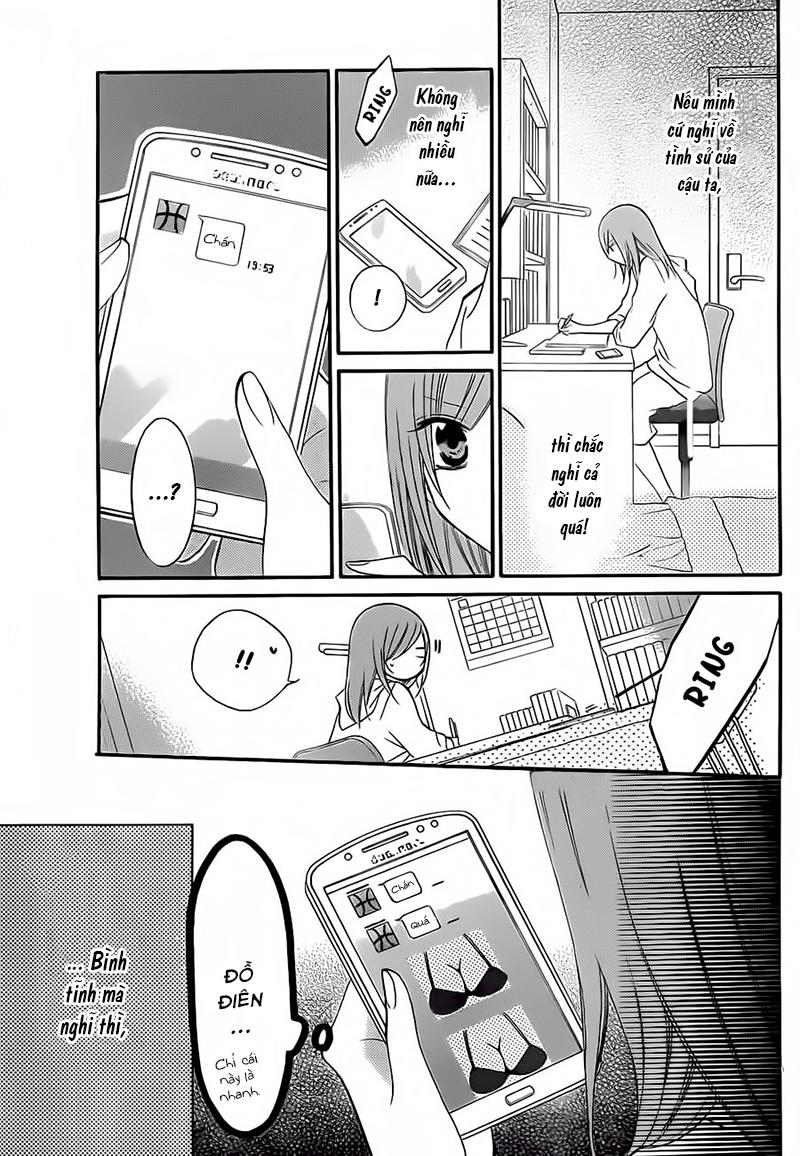 Nếu mình
cứ nghĩ về
tình sử của
cậu ta,
thì chắc
nghĩ cả
đời luôn
quá!
RING
Không
nên nghĩ
nhiều
nữa...
!
Chán
19:53
...?
RING
!!
Chán
Quá
ĐỒ
ĐIÊN
...
Chỉ cái
này là
nhanh.
... Bình
tĩnh mà
nghĩ thì,